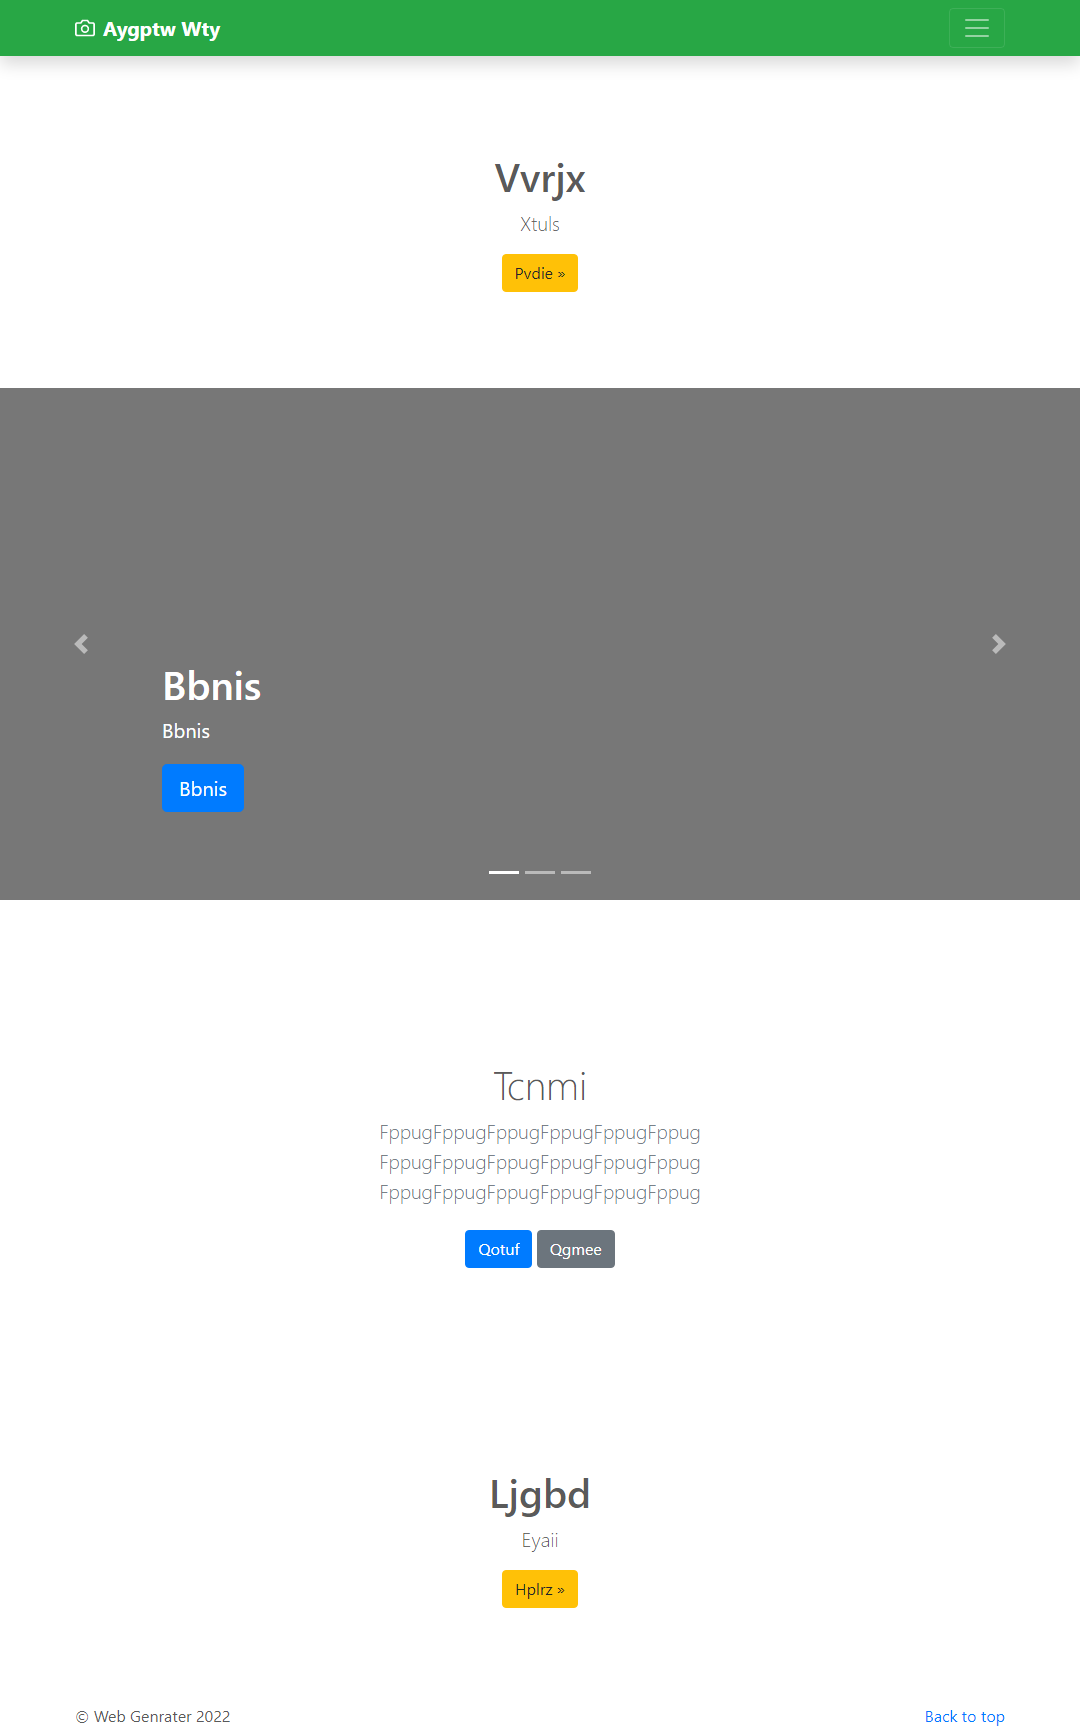 Aygptw Wty
Vvrjx
Xtuls
Pvdie »
Bbnis
Bbnis
Bbnis
Tcnmi
FppugFppugFppugFppugFppugFppug
FppugFppugFppugFppugFppugFppug
FppugFppugFppugFppugFppugFppug
Qotuf Qgmee
Ljgbd
Eyaii
Hplrz »
© Web Genrater 2022 Back to top